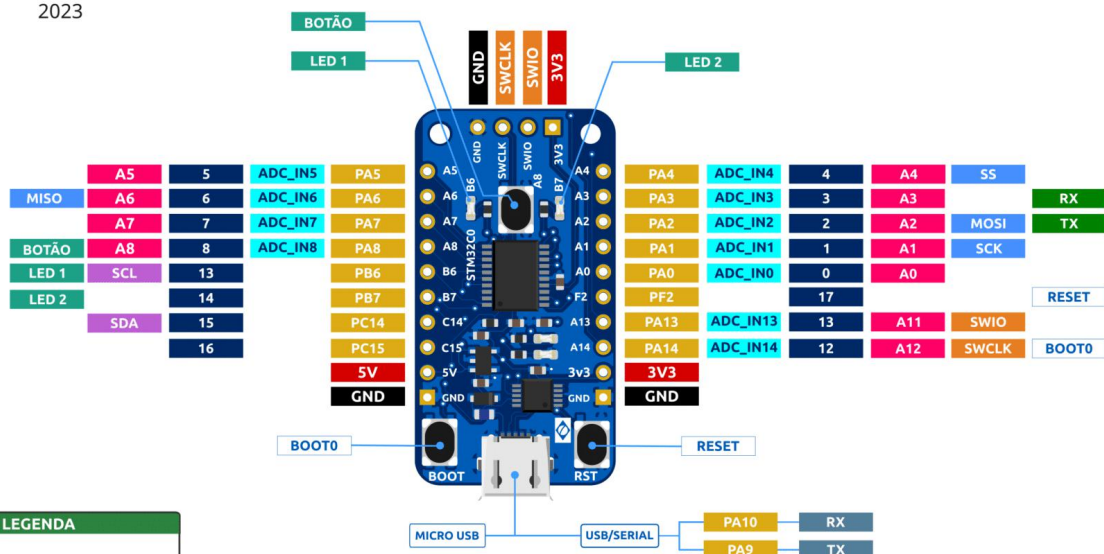 2023
BOTÃO
LED 1
GND
SWCLK
SWIO
3V3
LED 2
GND
SWCLK
SWIO
3V3
A5 5 ADC_IN5 PA5 A5 B6 A8 B7 A4 PA4 ADC_IN4 4 A4 SS
MISO A6 6 ADC_IN6 PA6 A6 A3 PA3 ADC_IN3 3 A3 RX
A7 7 ADC_IN7 PA7 A7 A2 PA2 ADC_IN2 2 A2 MOSI TX
BOTÃO A8 8 ADC_IN8 PA8 A8 STM32C0 A1 PA1 ADC_IN1 1 A1 SCK
LED 1 SCL 13 PB6 B6 A0 PA0 ADC_IN0 0 A0
LED 2 14 PB7 B7 F2 PF2 17 RESET
SDA 15 PC14 C14 A13 PA13 ADC_IN13 13 A11 SWIO
16 PC15 C15 A14 PA14 ADC_IN14 12 A12 SWCLK BOOT0
5V 5V 3v3 3V3
GND GND GND GND
BOOT0 RESET
BOOT RST
LEGENDA
MICRO USB USB/SERIAL
PA10 RX
PA9 TX